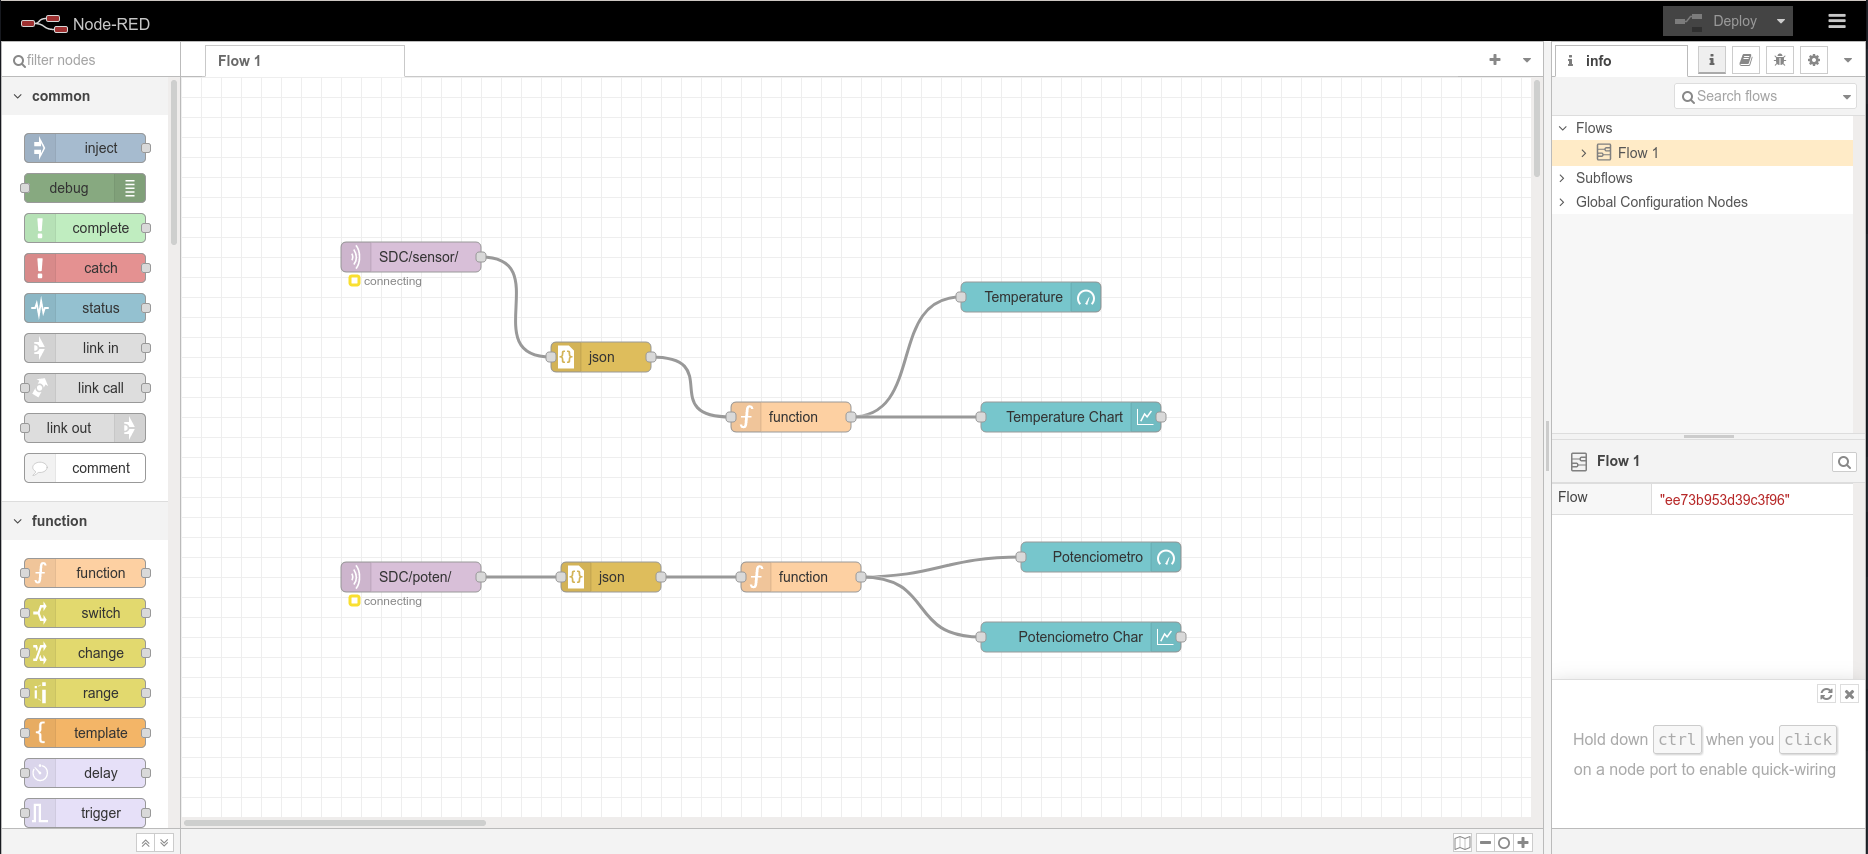 Node-RED
Deploy
filter nodes
Flow 1
info
Search flows
common
inject
debug
complete
catch
status
link in
link call
link out
comment
function
function
switch
change
range
template
delay
trigger
SDC/sensor/
connecting
json
function
Temperature
Temperature Chart
SDC/poten/
connecting
json
function
Potenciometro
Potenciometro Char
Flows
Flow 1
Subflows
Global Configuration Nodes
Flow 1
Flow "ee73b953d39c3f96"
Hold down ctrl when you click
on a node port to enable quick-wiring